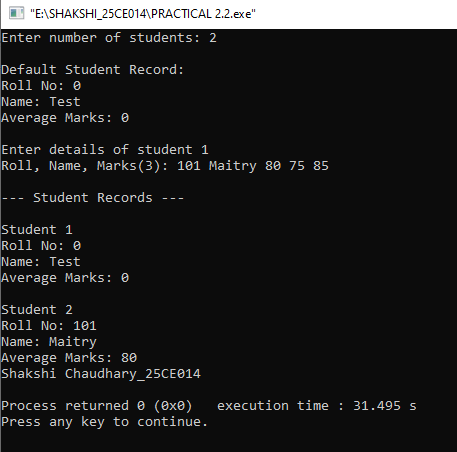 "E:\SHAKSHI_25CE014\PRACTICAL 2.2.exe"
Enter number of students: 2
Default Student Record:
Roll No: 0
Name: Test
Average Marks: 0
Enter details of student 1
Roll, Name, Marks(3): 101 Maitry 80 75 85
--- Student Records ---
Student 1
Roll No: 0
Name: Test
Average Marks: 0
Student 2
Roll No: 101
Name: Maitry
Average Marks: 80
Shakshi Chaudhary_25CE014
Process returned 0 (0x0)   execution time : 31.495 s
Press any key to continue.